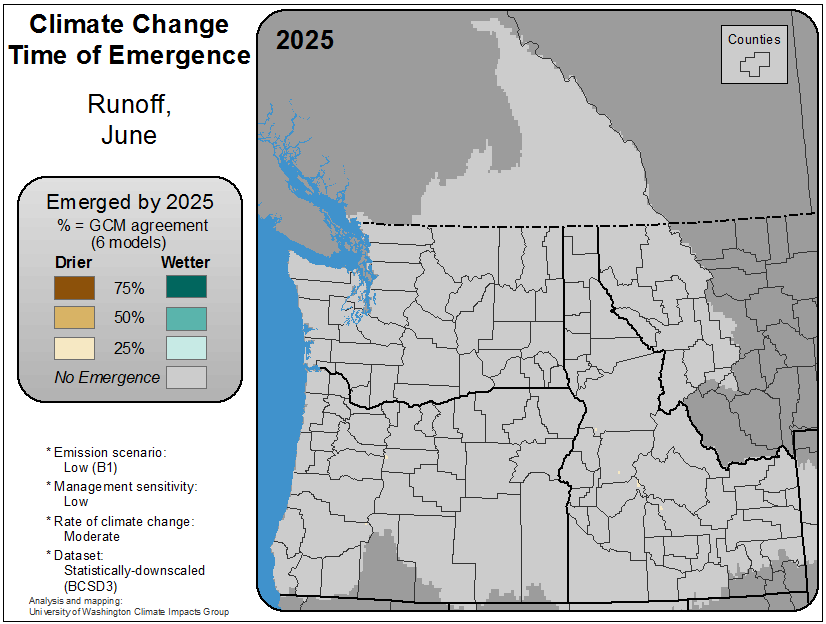 Climate Change
Time of Emergence
Runoff,
June
Emerged by 2025
% = GCM agreement
(6 models)
Drier Wetter
75%
50%
25%
No Emergence
* Emission scenario:
Low (B1)
* Management sensitivity:
Low
* Rate of climate change:
Moderate
* Dataset:
Statistically-downscaled
(BCSD3)
Analysis and mapping:
University of Washington Climate Impacts Group
2025
Counties